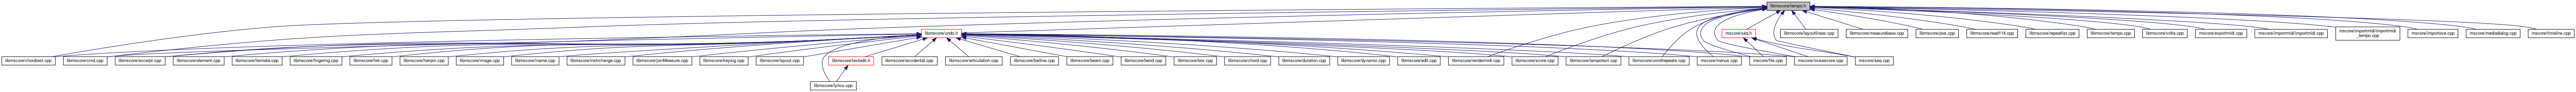 libmscore/tempo.h
libmscore/undo.h
mscore/seq.h
libmscore/layoutlinear.cpp
libmscore/measurebase.cpp
libmscore/pos.cpp
libmscore/read114.cpp
libmscore/repeatlist.cpp
libmscore/tempo.cpp
libmscore/volta.cpp
mscore/exportmidi.cpp
mscore/importmidi/importmidi.cpp
mscore/importmidi/importmidi
_tempo.cpp
mscore/importove.cpp
mscore/mediadialog.cpp
mscore/timeline.cpp
libmscore/chordrest.cpp
libmscore/cmd.cpp
libmscore/excerpt.cpp
libmscore/element.cpp
libmscore/fermata.cpp
libmscore/fingering.cpp
libmscore/fret.cpp
libmscore/hairpin.cpp
libmscore/image.cpp
libmscore/iname.cpp
libmscore/instrchange.cpp
libmscore/joinMeasure.cpp
libmscore/keysig.cpp
libmscore/layout.cpp
libmscore/textedit.h
libmscore/accidental.cpp
libmscore/articulation.cpp
libmscore/barline.cpp
libmscore/beam.cpp
libmscore/bend.cpp
libmscore/box.cpp
libmscore/chord.cpp
libmscore/duration.cpp
libmscore/dynamic.cpp
libmscore/edit.cpp
libmscore/rendermidi.cpp
libmscore/score.cpp
libmscore/tempotext.cpp
libmscore/unrollrepeats.cpp
mscore/menus.cpp
mscore/file.cpp
mscore/musescore.cpp
mscore/seq.cpp
libmscore/lyrics.cpp